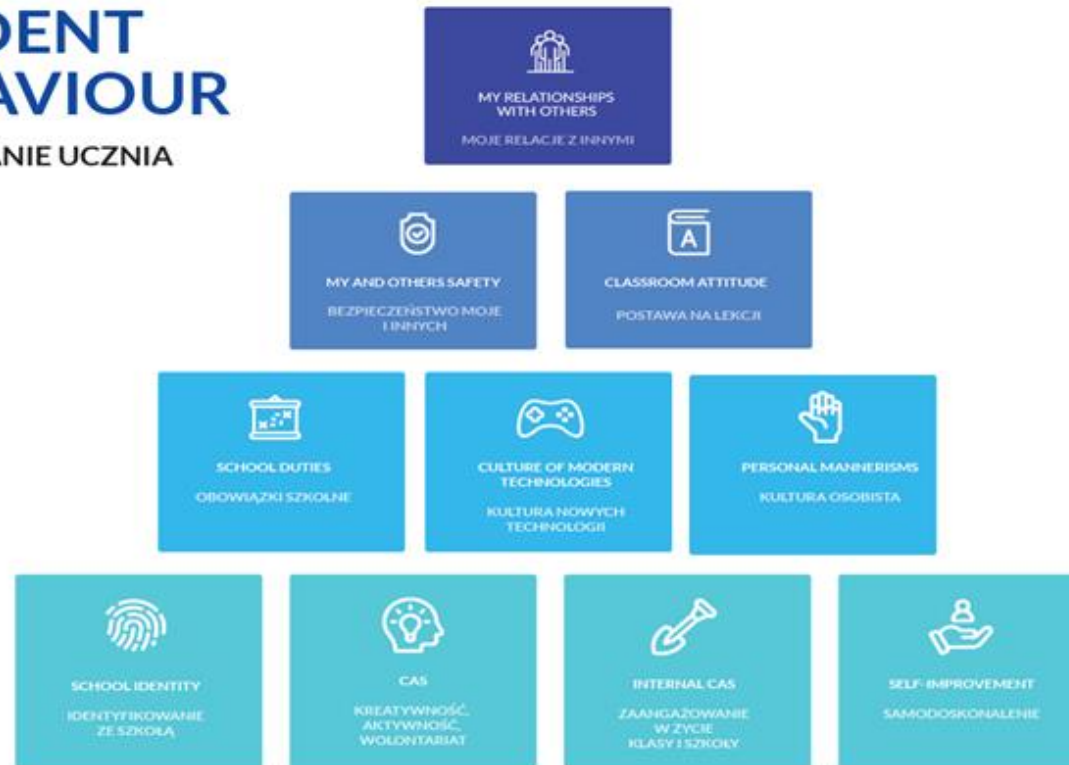 DENT
AVIOUR
ANIE UCZNIA
MY RELATIONSHIPS
WITH OTHERS
MOJE RELACJE Z INNYMI
MY AND OTHERS SAFETY
BEZPIECZEŃSTWO MOJE
I INNYCH
CLASSROOM ATTITUDE
POSTAWA NA LEKCJI
SCHOOL DUTIES
OBOWIĄZKI SZKOLNE
CULTURE OF MODERN
TECHNOLOGIES
KULTURA NOWYCH
TECHNOLOGII
PERSONAL MANNERISMS
KULTURA OSOBISTA
SCHOOL IDENTITY
IDENTYFIKOWANIE
ZE SZKOŁĄ
CAS
KREATYWNOŚĆ,
AKTYWNOŚĆ,
WOLONTARIAT
INTERNAL CAS
ZAANGAŻOWANIE
W ŻYCIE
KLASY I SZKOŁY
SELF-IMPROVEMENT
SAMODOSKONALENIE